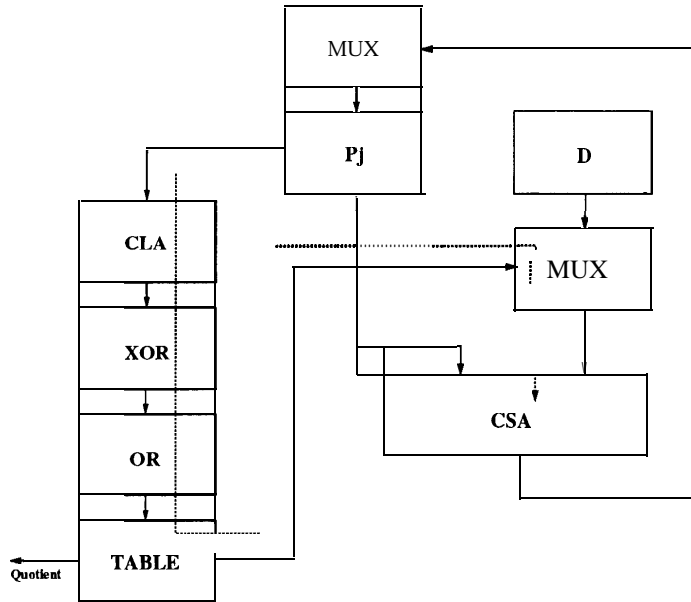 MUX
Pj
D
CLA
MUX
XOR
CSA
OR
TABLE
Quotient